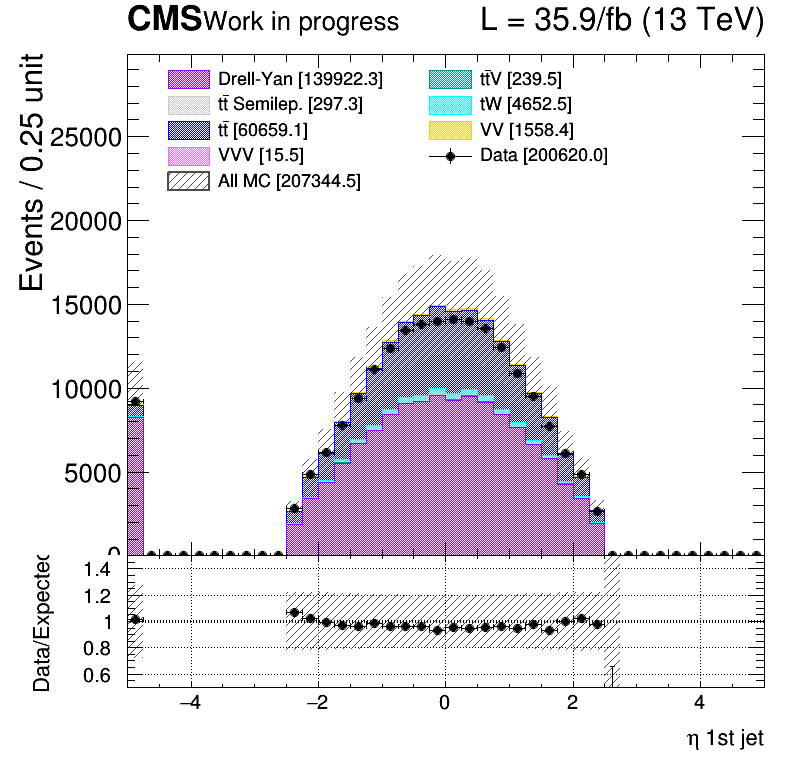 CMS Work in progress L = 35.9/fb (13 TeV)
Events / 0.25 unit
Drell-Yan [139922.3]
tt̄V [239.5]
tt̄ Semilep. [297.3]
tW [4652.5]
tt̄ [60659.1]
VV [1558.4]
VVV [15.5]
Data [200620.0]
All MC [207344.5]
25000
20000
15000
10000
5000
0
Data/Expected
1.4
1.2
1
0.8
0.6
−4 −2 0 2 4
η 1st jet